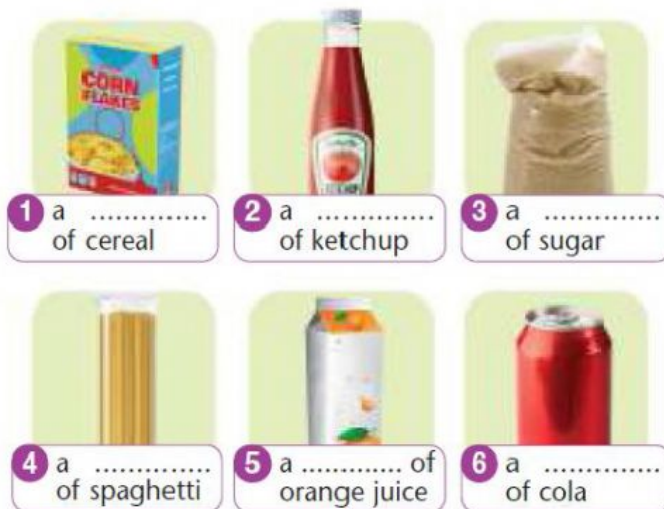 CORN
FLAKES
1 a ..............
of cereal
2 a ..............
of ketchup
3 a ..............
of sugar
4 a ..............
of spaghetti
5 a ............. of
orange juice
6 a ..............
of cola